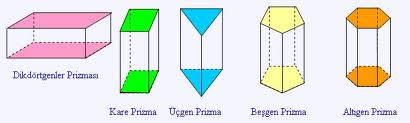 Dikdörtgenler Prizması
Kare Prizma
Üçgen Prizma
Beşgen Prizma
Altıgen Prizma